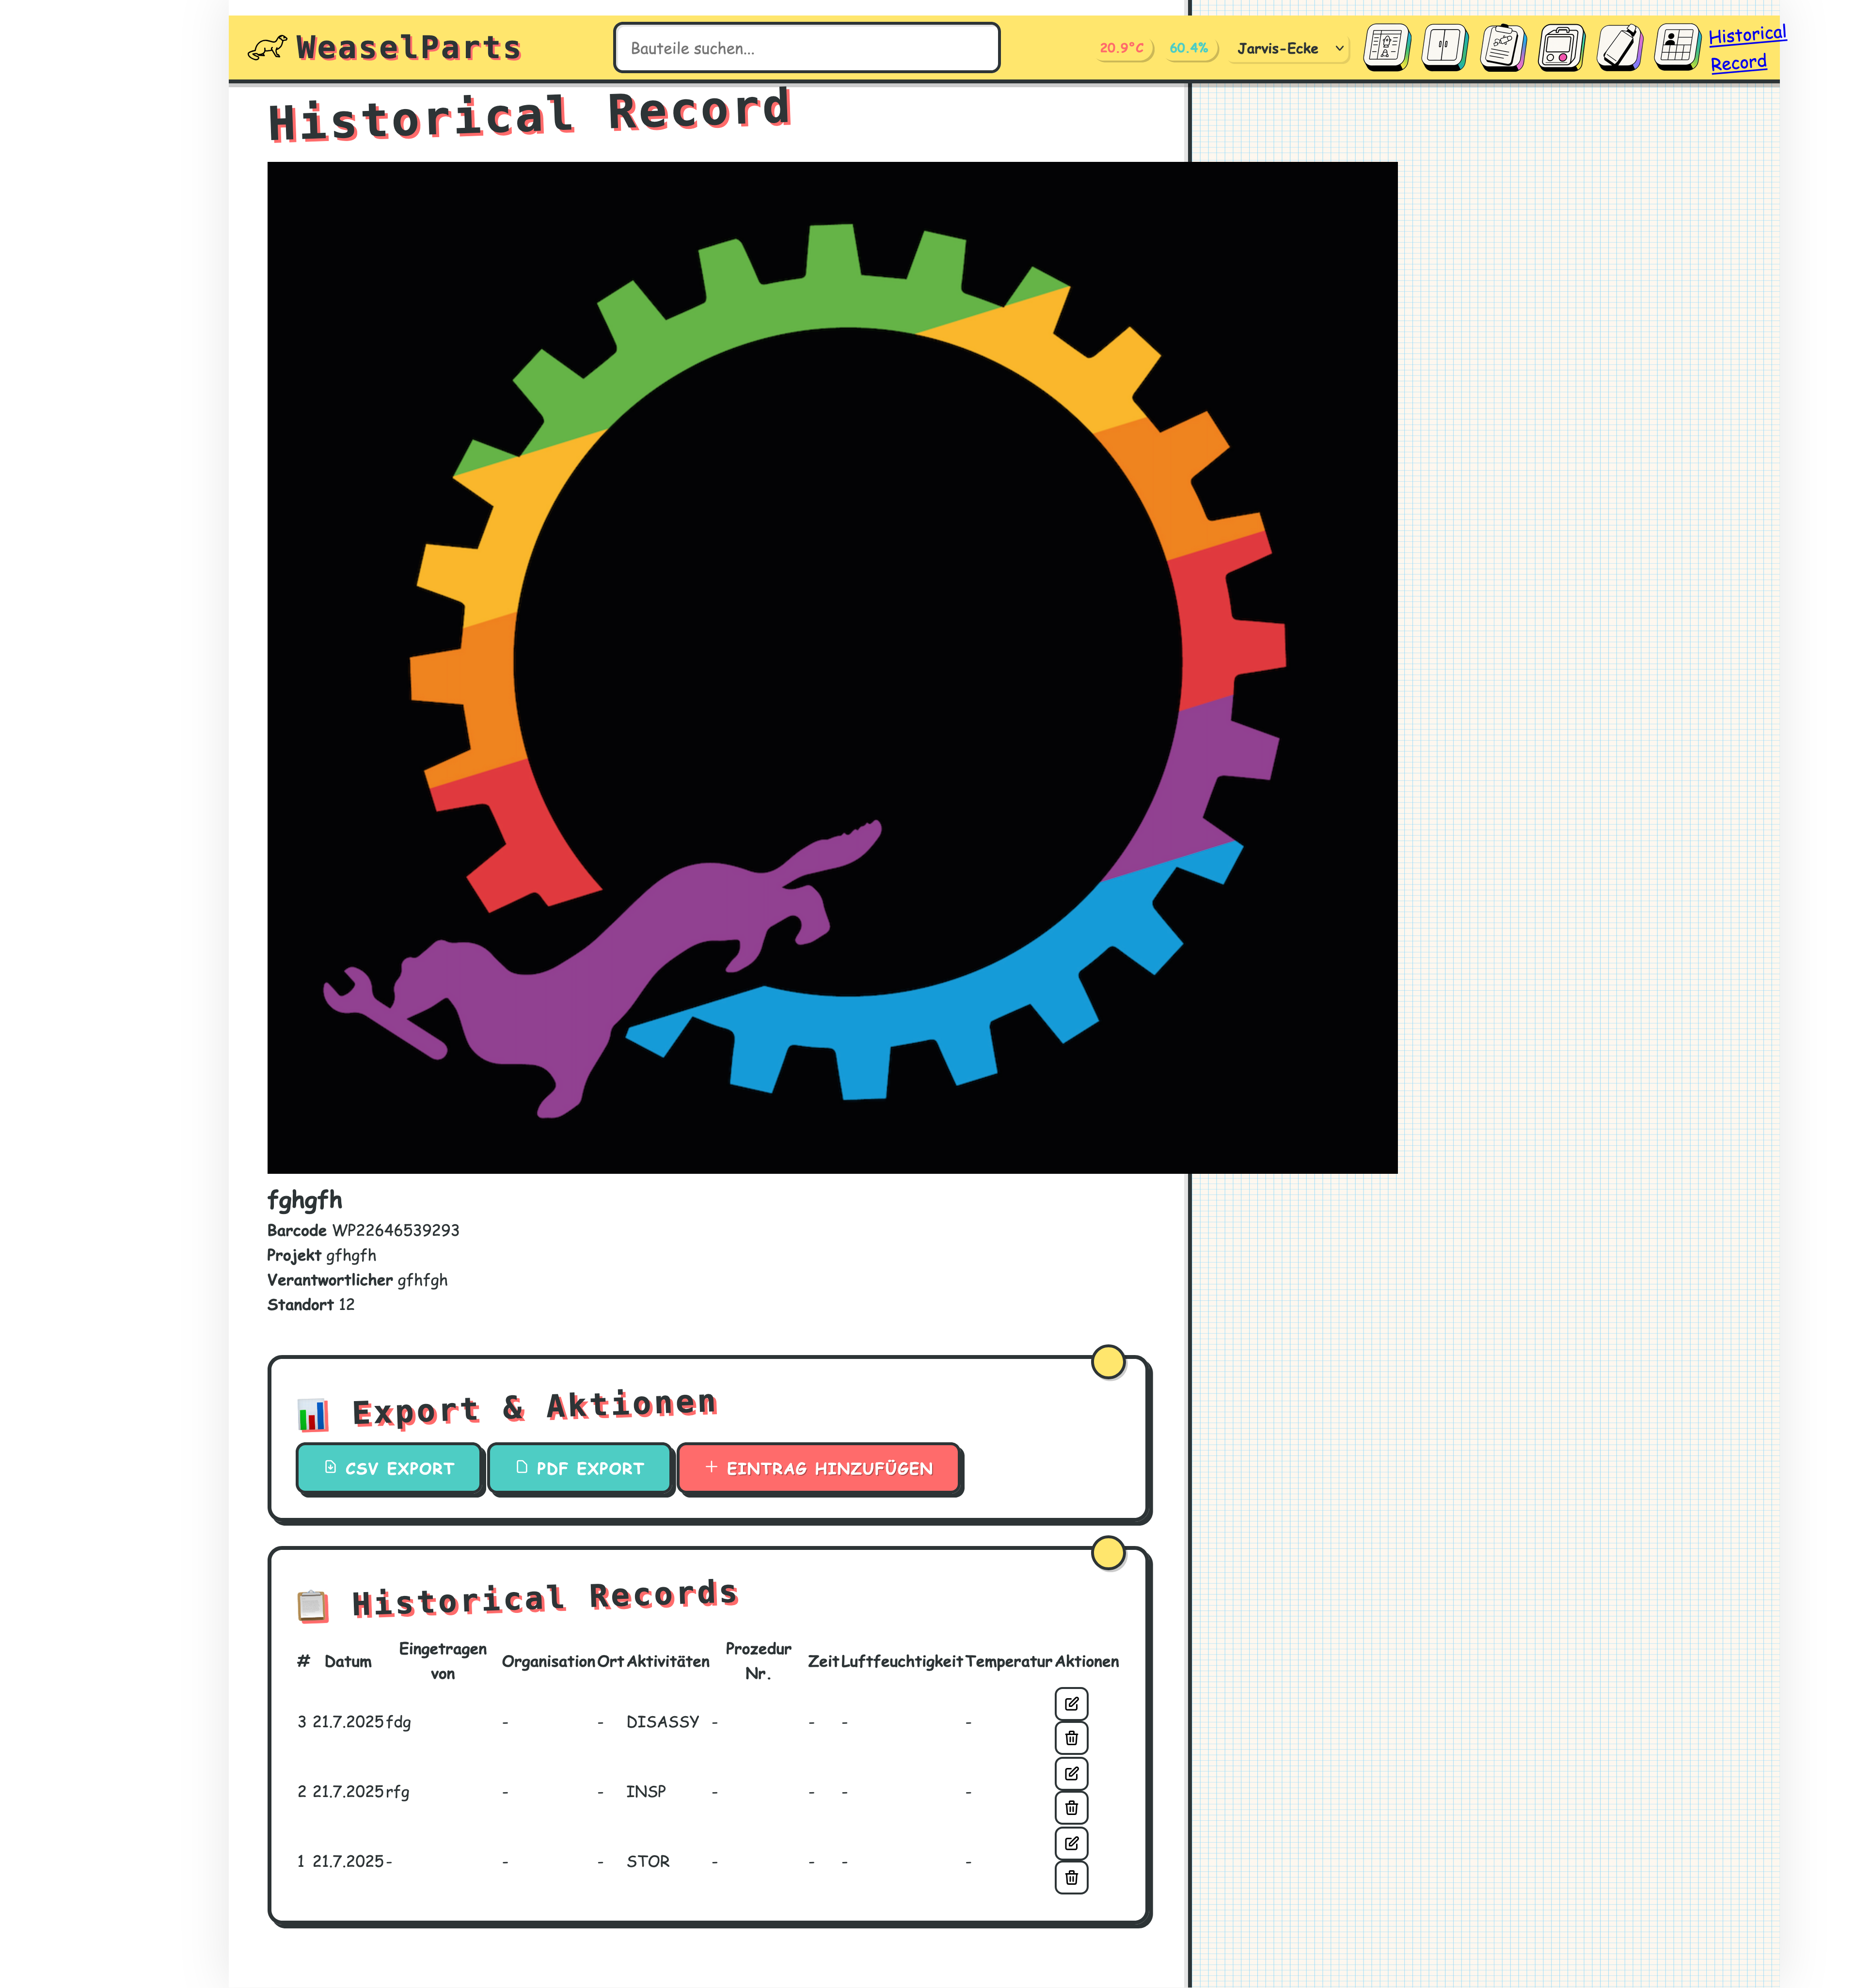 WeaselParts
Bauteile suchen...
20.9°C
60.4%
Jarvis-Ecke
Historical
Record
Historical Record
fghgfh
Barcode WP22646539293
Projekt gfhgfh
Verantwortlicher gfhfgh
Standort 12
Export & Aktionen
CSV EXPORT
PDF EXPORT
EINTRAG HINZUFÜGEN
Historical Records
# Datum Eingetragen von Organisation Ort Aktivitäten Prozedur Nr. Zeit Luftfeuchtigkeit Temperatur Aktionen
3 21.7.2025 fdg - - DISASSY - - - -
2 21.7.2025 rfg - - INSP - - - -
1 21.7.2025 - - - STOR - - - -